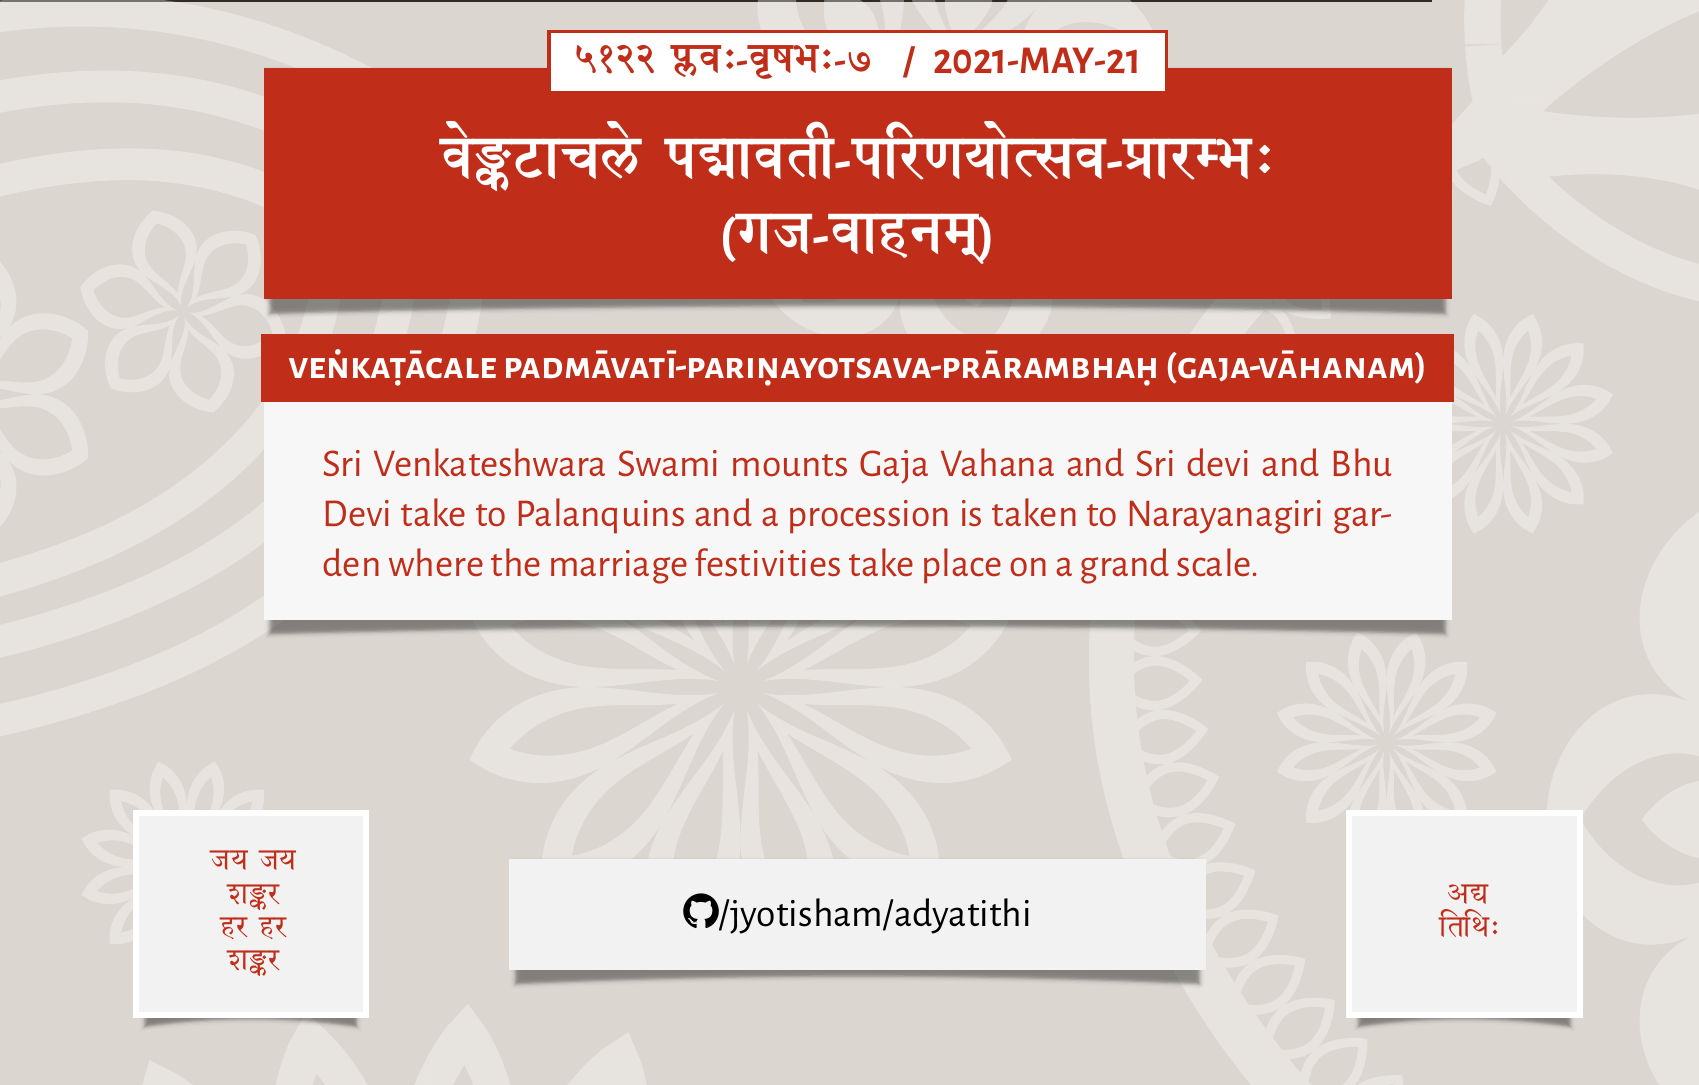 ५१२२ प्लवः-वृषभः-७ / 2021-MAY-21
वेङ्कटाचले पद्मावती-परिणयोत्सव-प्रारम्भः
(गज-वाहनम्)
VEṄKAṬĀCALE PADMĀVATĪ-PARIṆAYOTSAVA-PRĀRAMBHAḤ (GAJA-VĀHANAM)
Sri Venkateshwara Swami mounts Gaja Vahana and Sri devi and Bhu
Devi take to Palanquins and a procession is taken to Narayanagiri gar-
den where the marriage festivities take place on a grand scale.
जय जय
शङ्कर
हर हर
शङ्कर
/jyotisham/adyatithi
अद्य
तिथिः